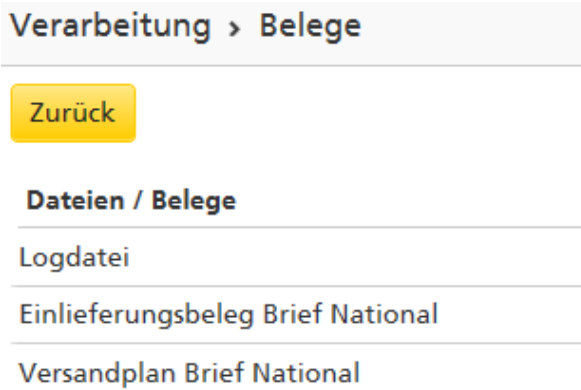 Verarbeitung › Belege
Zurück
Dateien / Belege
Logdatei
Einlieferungsbeleg Brief National
Versandplan Brief National